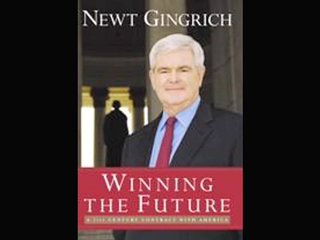 NEWT GINGRICH
WINNING
THE FUTURE
A 21st CENTURY CONTRACT WITH AMERICA